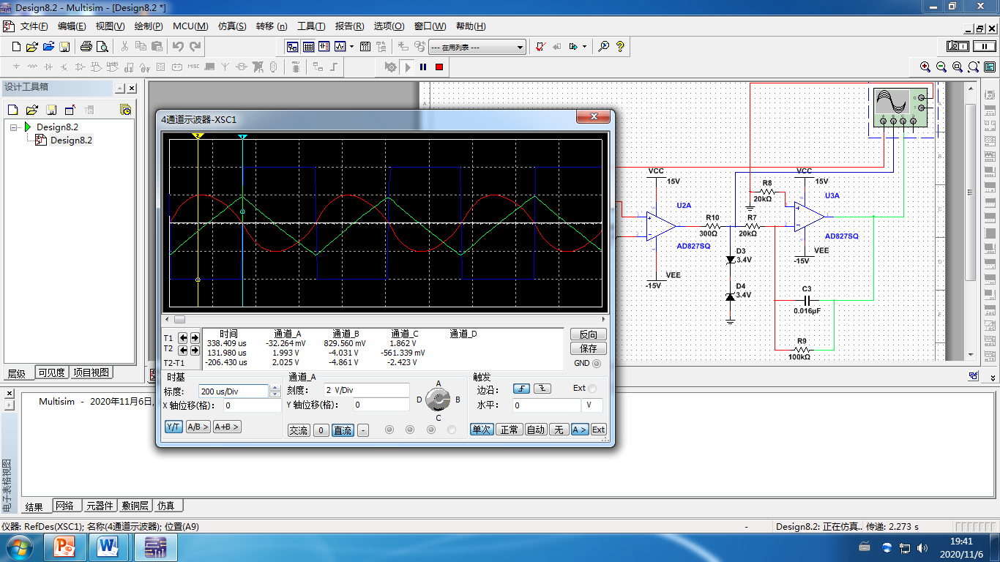 Design8.2 - Multisim - [Design8.2 *]
文件(F) 编辑(E) 视图(V) 绘制(P) MCU(M) 仿真(S) 转移 (n) 工具(T) 报告(R) 选项(O) 窗口(W) 帮助(H)
--- 在用列表 ---
MISC
设计工具箱
Design8.2
Design8.2
层级 可见度 项目视图
4通道示波器-XSC1
2 1
T1
T2
T2-T1
时间 通道_A 通道_B 通道_C 通道_D
338.409 us -32.264 mV 829.560 mV 1.862 V
131.980 us 1.993 V -4.031 V -561.339 mV
-206.430 us 2.025 V -4.861 V -2.423 V
反向
保存
GND
时基
标度: 200 us/Div
X 轴位移(格): 0
Y/T A/B > A+B >
通道_A
刻度: 2 V/Div
Y 轴位移(格): 0
交流 0 直流 -
A
D B
C
触发
边沿: Ext
水平: 0 V
单次 正常 自动 无 A > Ext
A B C D
G
T
VCC
15V
U2A
AD827SQ
VEE
-15V
R10
300Ω
R7
20kΩ
R8
20kΩ
VCC
15V
U3A
AD827SQ
VEE
-15V
D3
3.4V
D4
3.4V
C3
0.016µF
R9
100kΩ
Multisim - 2020年11月6日,
电子表格视图
结果 网络 元器件 敷铜层 仿真
仪器: RefDes(XSC1); 名称(4通道示波器); 位置(A9)
-
Design8.2: 正在仿真.. 传递: 2.273 s
19:41
2020/11/6